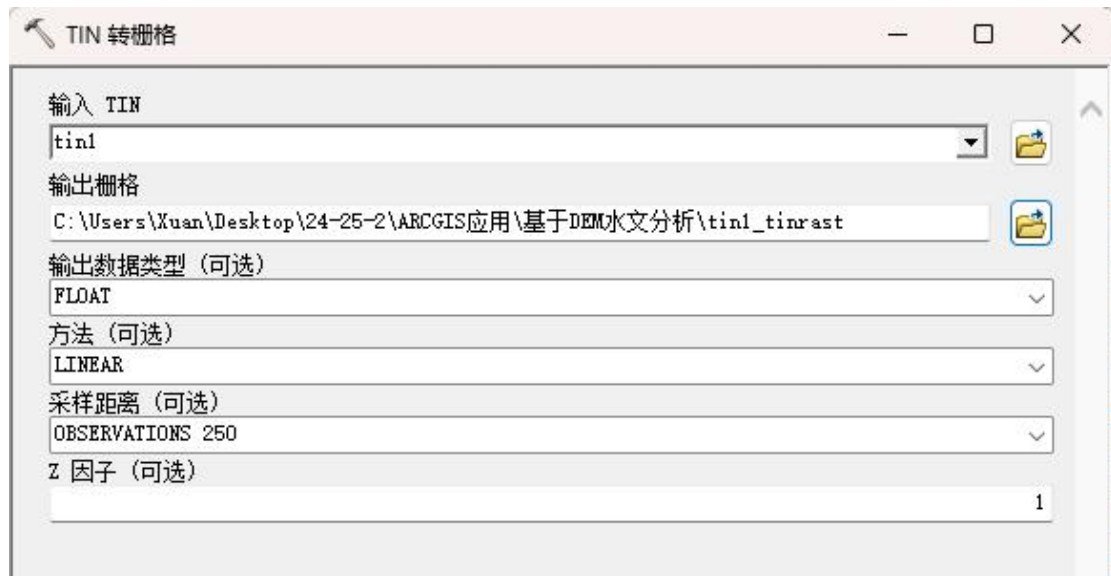 TIN 转栅格
输入 TIN
tin1
输出栅格
C:\Users\Xuan\Desktop\24-25-2\ARCGIS应用\基于DEM水文分析\tin1_tinrast
输出数据类型 (可选)
FLOAT
方法 (可选)
LINEAR
采样距离 (可选)
OBSERVATIONS 250
Z 因子 (可选)
1